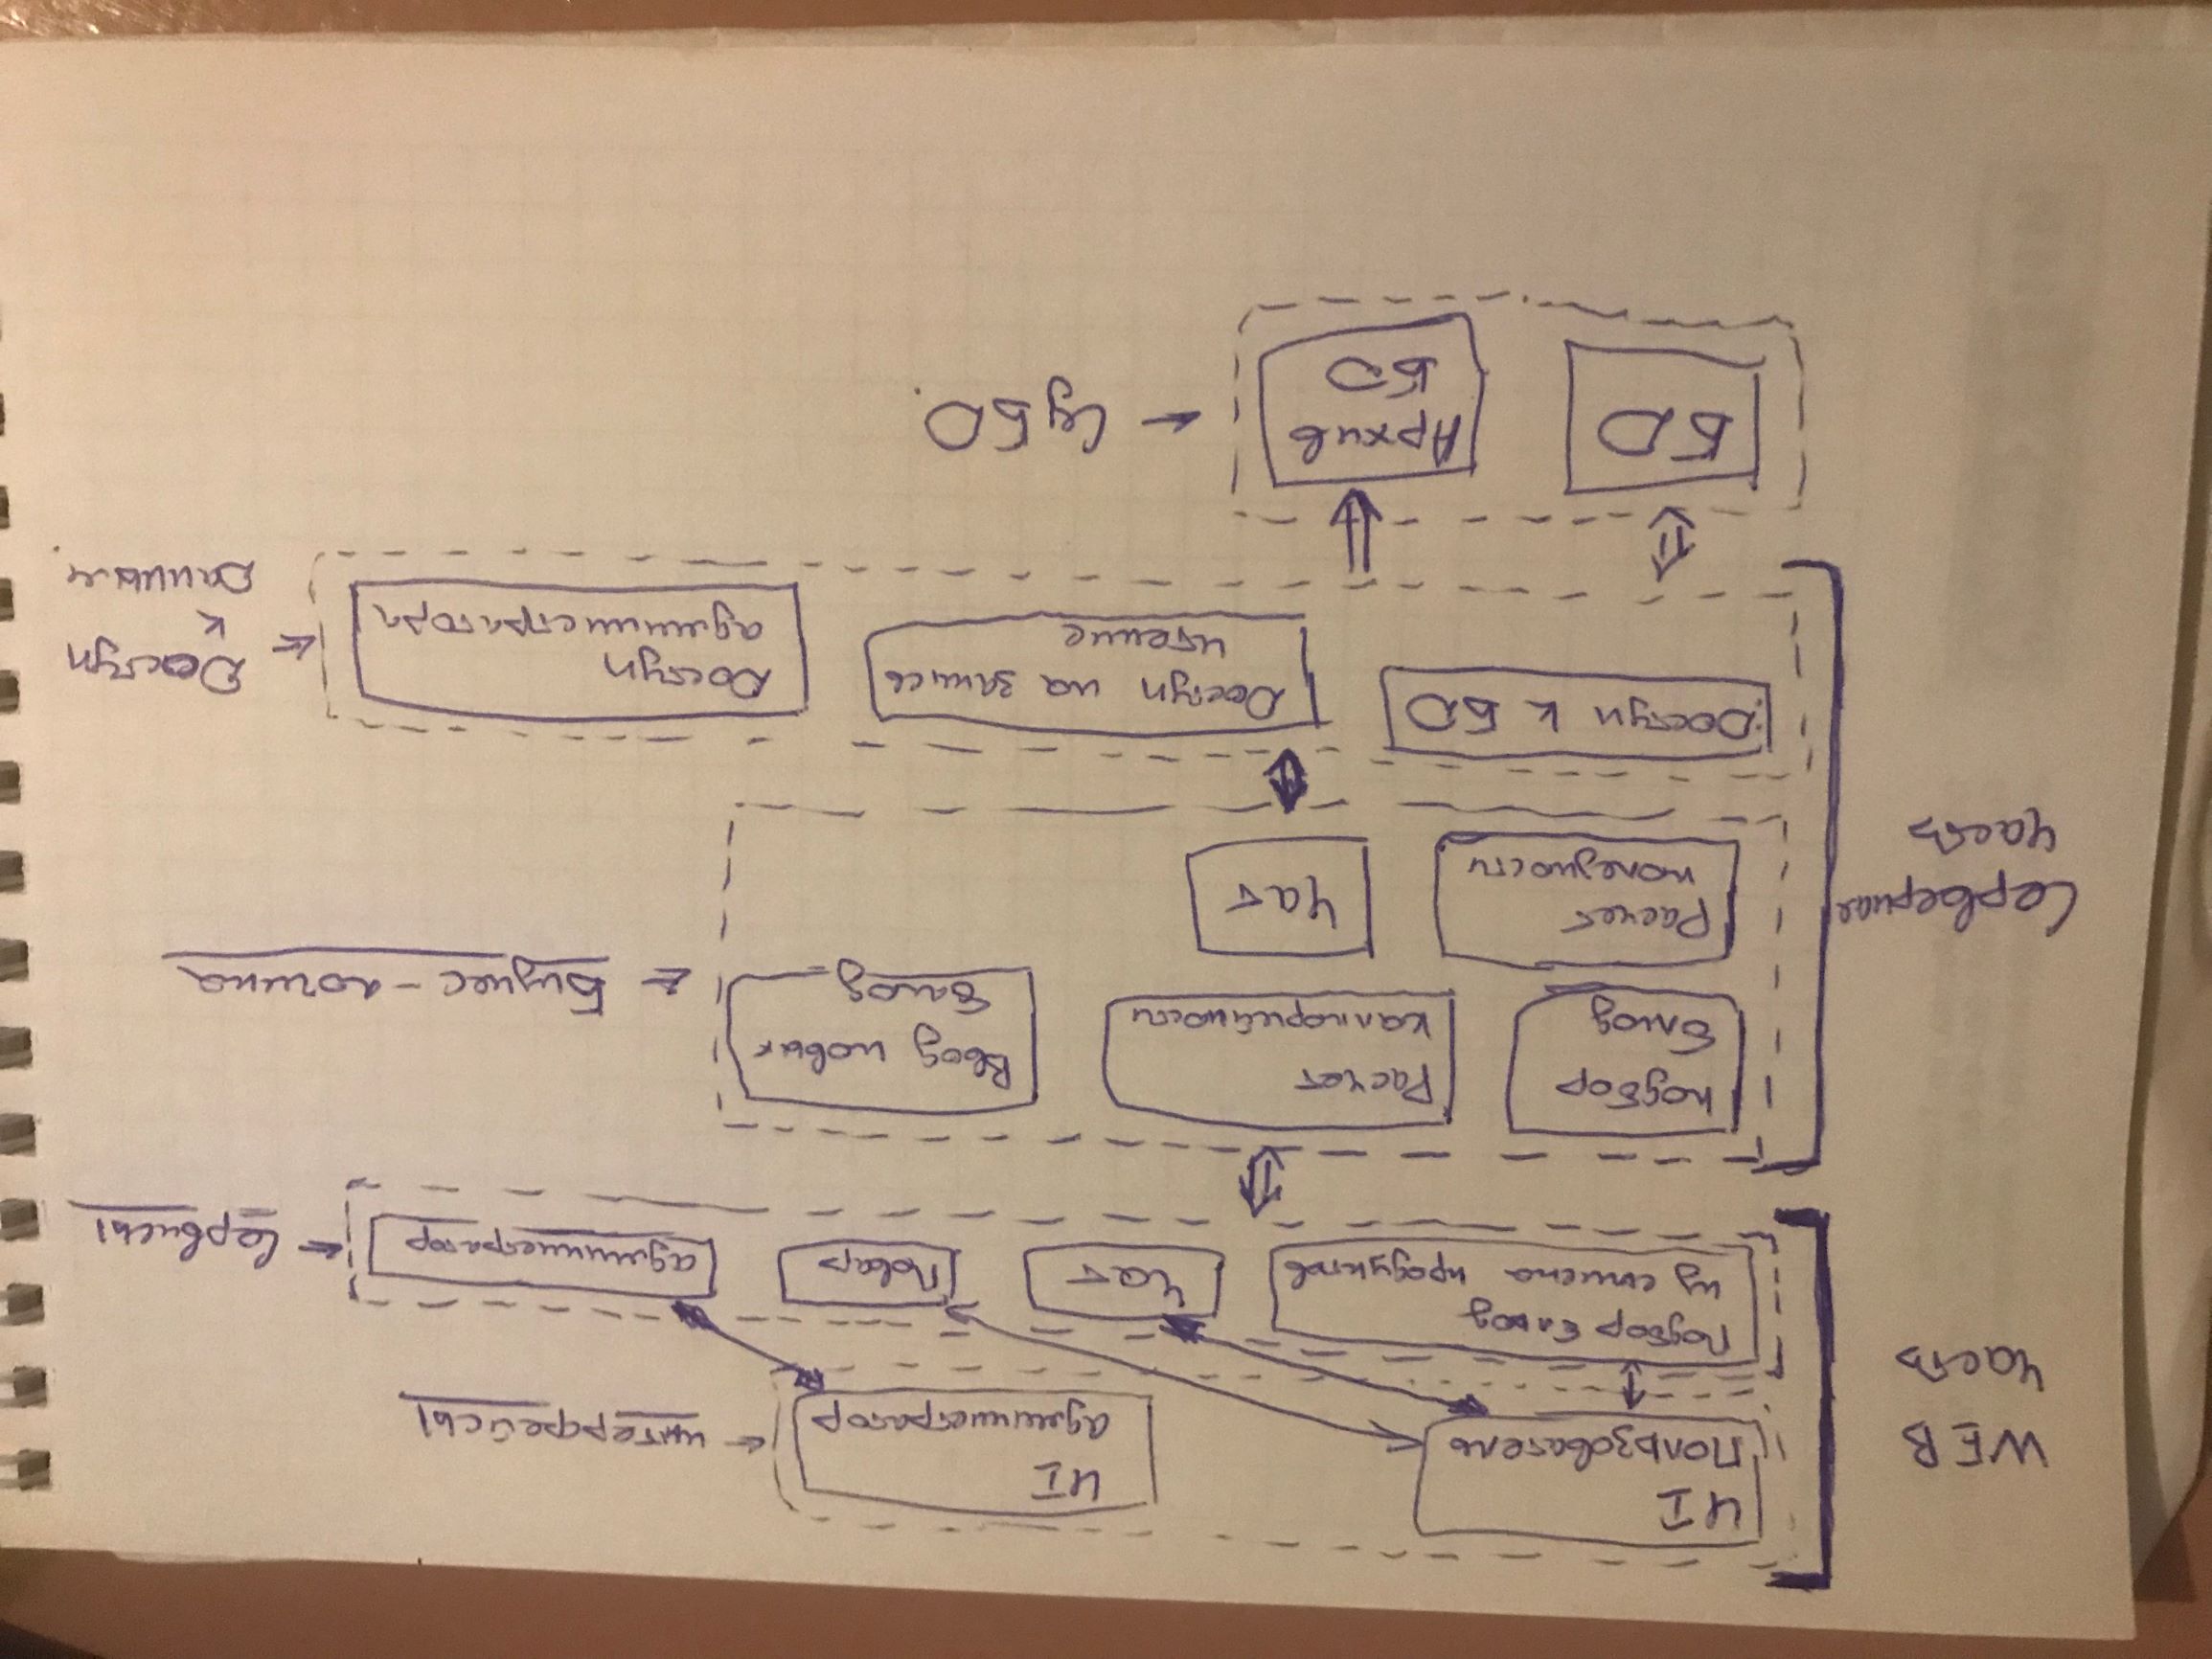 WEB
часть
UI
Пользователь
UI
администратор
интерфейсы
Подбор блюд
из списка продуктов
Чат
Повар
администратор
Сервисы
Серверная
часть
Подбор
блюд
Расчет
каллорийности
Ввод новых
блюд
Расчет
полезности
Чат
Бизнес-логика
Доступ к БД
Доступ на запись
чтение
Доступ
администратора
Доступ
к
Данным.
БД
Архив
БД
СуБД.